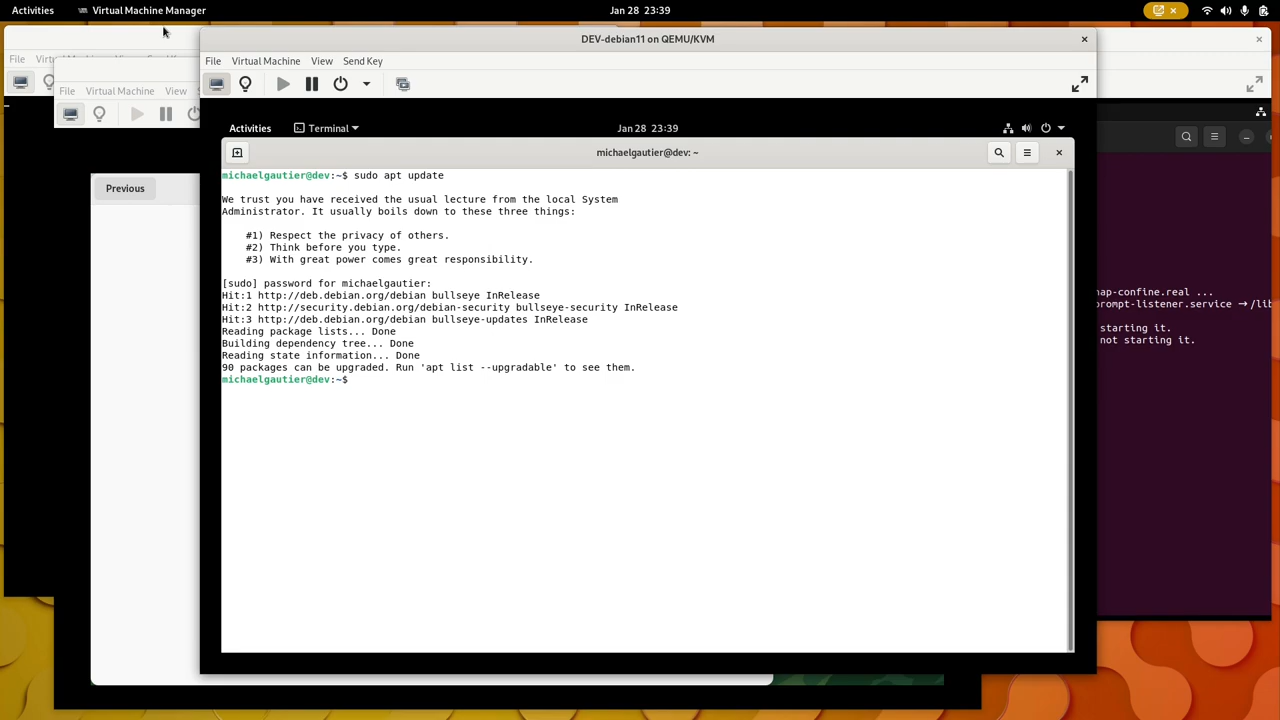 Activities Virtual Machine Manager Jan 28 23:39
DEV-debian11 on QEMU/KVM
File Virtual Machine View Send Key
File
File Virtual Machine View
Activities Terminal Jan 28 23:39
michaelgautier@dev: ~
Previous
michaelgautier@dev:~$ sudo apt update
We trust you have received the usual lecture from the local System
Administrator. It usually boils down to these three things:
#1) Respect the privacy of others.
#2) Think before you type.
#3) With great power comes great responsibility.
[sudo] password for michaelgautier:
Hit:1 http://deb.debian.org/debian bullseye InRelease
Hit:2 http://security.debian.org/debian-security bullseye-security InRelease
Hit:3 http://deb.debian.org/debian bullseye-updates InRelease
Reading package lists... Done
Building dependency tree... Done
Reading state information... Done
90 packages can be upgraded. Run 'apt list --upgradable' to see them.
michaelgautier@dev:~$
ap-confine.real ...
prompt-listener.service → /lib
starting it.
not starting it.